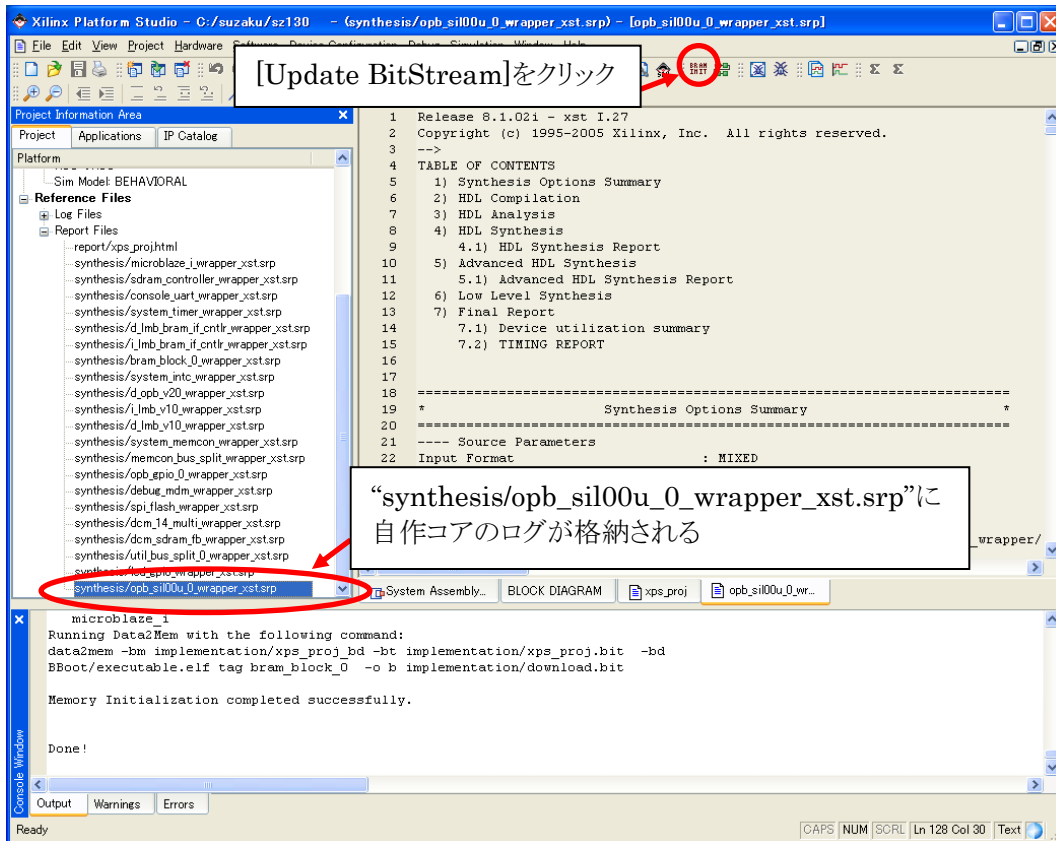 Xilinx Platform Studio - C:/suzaku/sz130 - (synthesis/opb_sil00u_0_wrapper_xst.srp) - [opb_sil00u_0_wrapper_xst.srp]
File Edit View Project Hardware
[Update BitStream]をクリック
BRAM INIT
Project Information Area
Project Applications IP Catalog
Platform
Sim Model: BEHAVIORAL
Reference Files
Log Files
Report Files
report/xps_proj.html
synthesis/microblaze_i_wrapper_xst.srp
synthesis/sdram_controller_wrapper_xst.srp
synthesis/console_uart_wrapper_xst.srp
synthesis/system_timer_wrapper_xst.srp
synthesis/d_lmb_bram_if_cntlr_wrapper_xst.srp
synthesis/i_lmb_bram_if_cntlr_wrapper_xst.srp
synthesis/bram_block_0_wrapper_xst.srp
synthesis/system_intc_wrapper_xst.srp
synthesis/d_opb_v20_wrapper_xst.srp
synthesis/i_lmb_v10_wrapper_xst.srp
synthesis/d_lmb_v10_wrapper_xst.srp
synthesis/system_memcon_wrapper_xst.srp
synthesis/memcon_bus_split_wrapper_xst.srp
synthesis/opb_gpio_0_wrapper_xst.srp
synthesis/debug_mdm_wrapper_xst.srp
synthesis/spi_flash_wrapper_xst.srp
synthesis/dcm_14_multi_wrapper_xst.srp
synthesis/dcm_sdram_fb_wrapper_xst.srp
synthesis/util_bus_split_0_wrapper_xst.srp
synthesis/led_gpio_wrapper_xst.srp
synthesis/opb_sil00u_0_wrapper_xst.srp
1 Release 8.1.02i - xst I.27
2 Copyright (c) 1995-2005 Xilinx, Inc. All rights reserved.
3 -->
4 TABLE OF CONTENTS
5 1) Synthesis Options Summary
6 2) HDL Compilation
7 3) HDL Analysis
8 4) HDL Synthesis
9 4.1) HDL Synthesis Report
10 5) Advanced HDL Synthesis
11 5.1) Advanced HDL Synthesis Report
12 6) Low Level Synthesis
13 7) Final Report
14 7.1) Device utilization summary
15 7.2) TIMING REPORT
16
17
18 =========================================================================
19 * Synthesis Options Summary *
20 =========================================================================
21 ---- Source Parameters
22 Input Format : MIXED
“synthesis/opb_sil00u_0_wrapper_xst.srp”に
自作コアのログが格納される
_wrapper/
System Assembly... BLOCK DIAGRAM xps_proj opb_sil00u_0_wr...
microblaze_i
Running Data2Mem with the following command:
data2mem -bm implementation/xps_proj_bd -bt implementation/xps_proj.bit -bd
BBoot/executable.elf tag bram_block_0 -o b implementation/download.bit
Memory Initialization completed successfully.
Done!
Console Window
Output Warnings Errors
Ready
CAPS NUM SCRL Ln 128 Col 30 Text